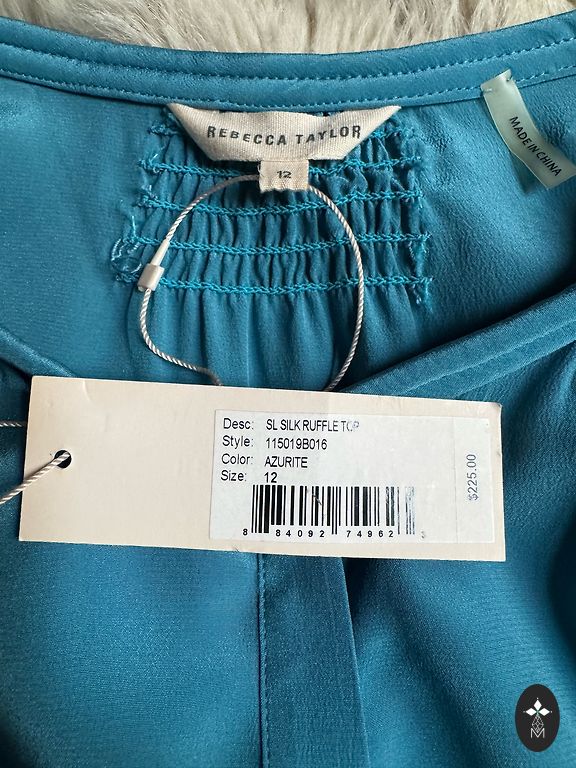 REBECCA TAYLOR
12
MADE IN CHINA
Desc: SL SILK RUFFLE TOP
Style: 115019B016
Color: AZURITE
Size: 12
$225.00
8 84092 74962 3
M